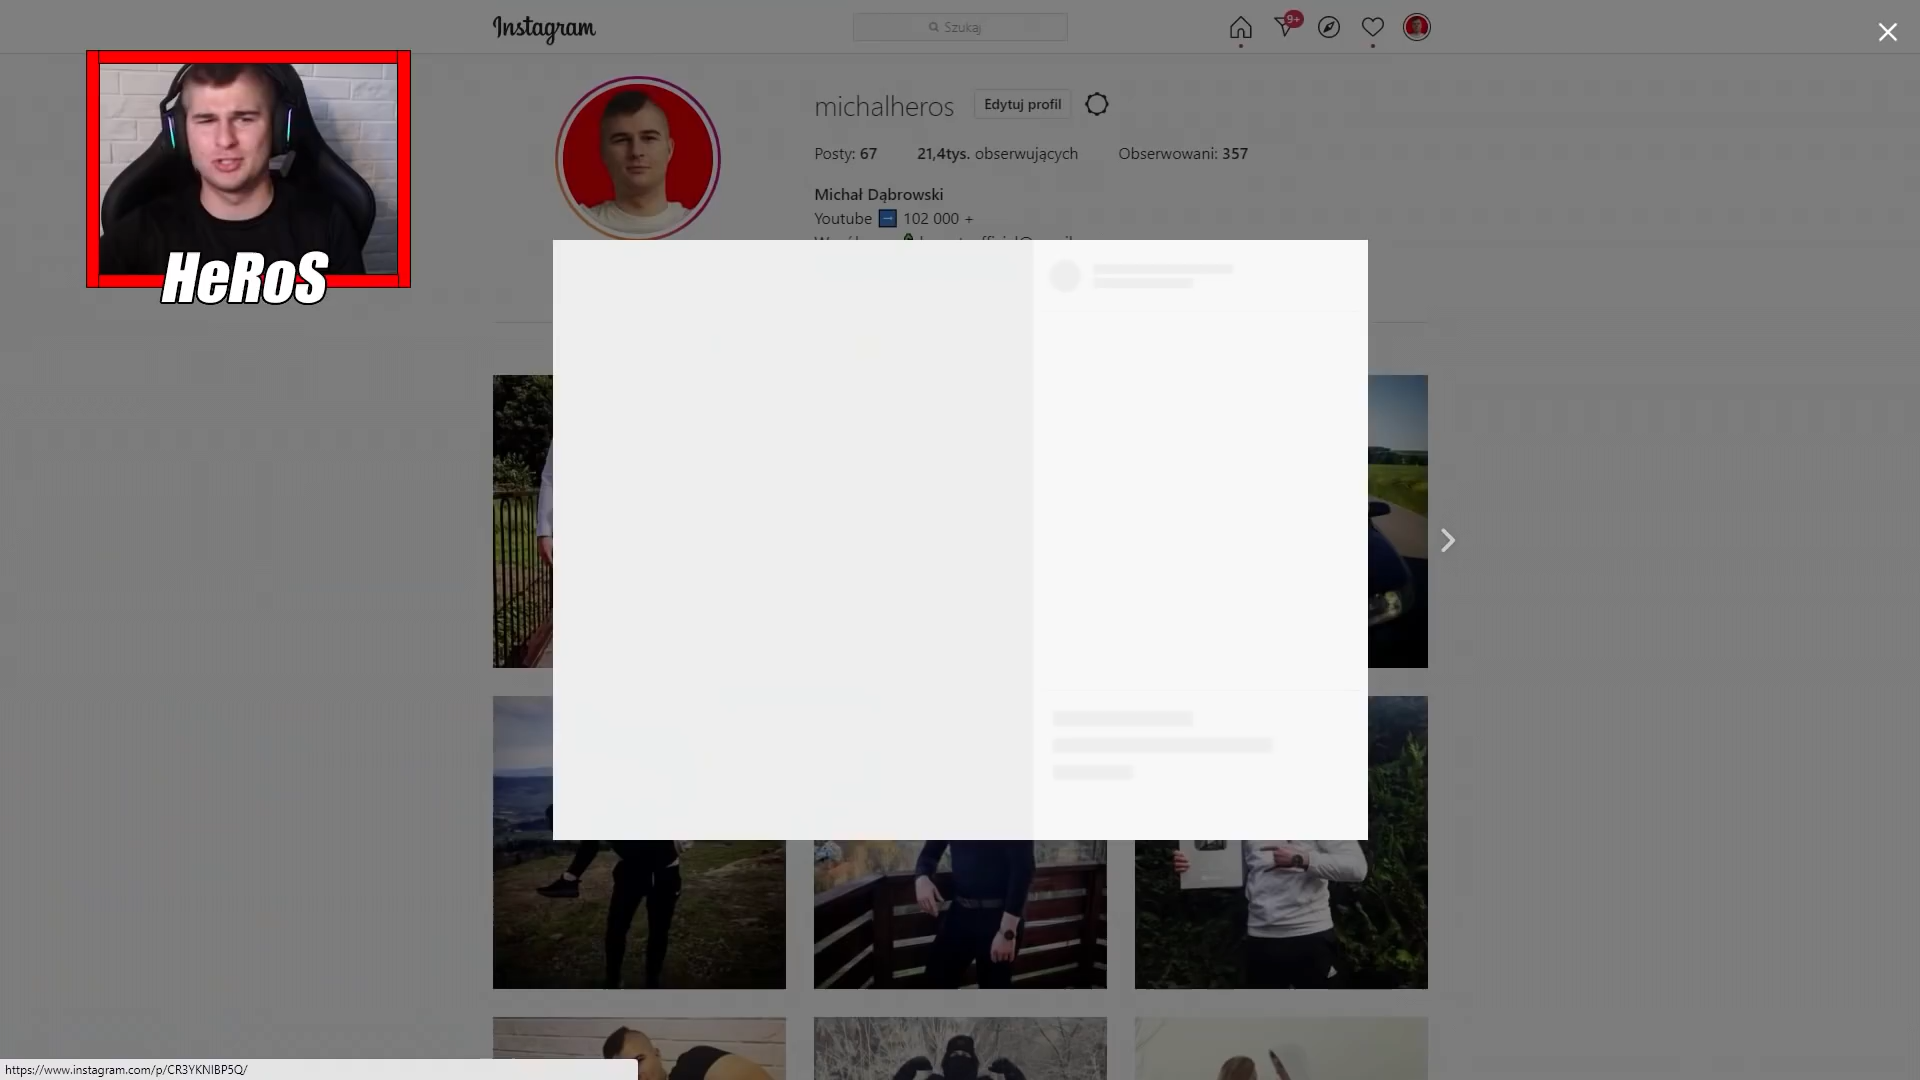 Instagram
Szukaj
9+
michalheros
Edytuj profil
Posty: 67
21,4tys. obserwujących
Obserwowani: 357
Michał Dąbrowski
Youtube ➡ 102 000 +
HeRoS
https://www.instagram.com/p/CR3YKNIBP5Q/